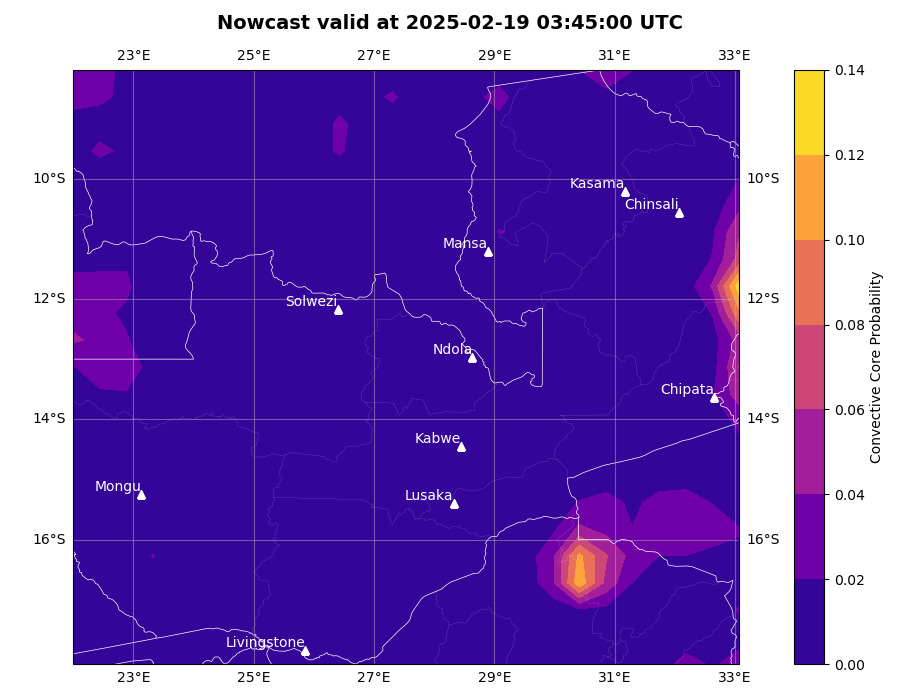 Nowcast valid at 2025-02-19 03:45:00 UTC
23°E 25°E 27°E 29°E 31°E 33°E
0.14
0.12
10°S 10°S
Kasama
Chinsali
0.10
Mansa
12°S 12°S
Solwezi
0.08
Ndola
Convective Core Probability
Chipata
0.06
14°S 14°S
Kabwe
Mongu
Lusaka
0.04
16°S 16°S
0.02
Livingstone
0.00
23°E 25°E 27°E 29°E 31°E 33°E